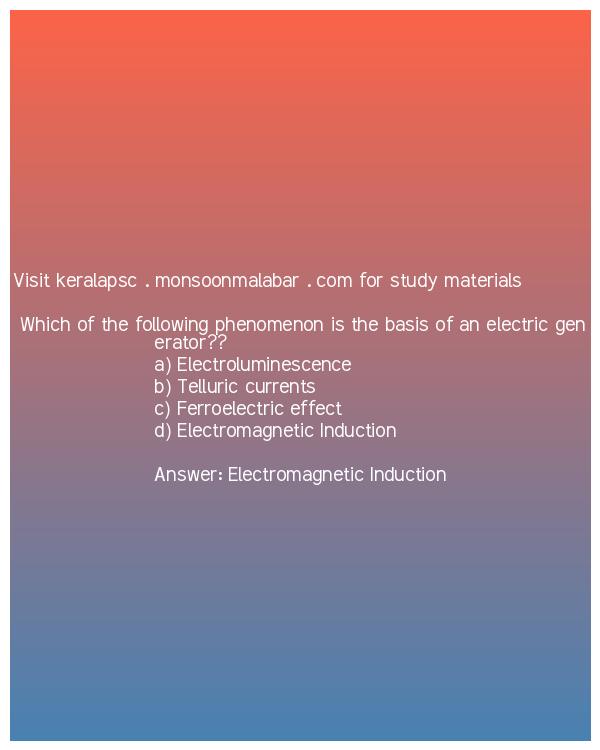 Visit keralapsc . monsoonmalabar . com for study materials
Which of the following phenomenon is the basis of an electric gen
erator??
a) Electroluminescence
b) Telluric currents
c) Ferroelectric effect
d) Electromagnetic Induction
Answer: Electromagnetic Induction